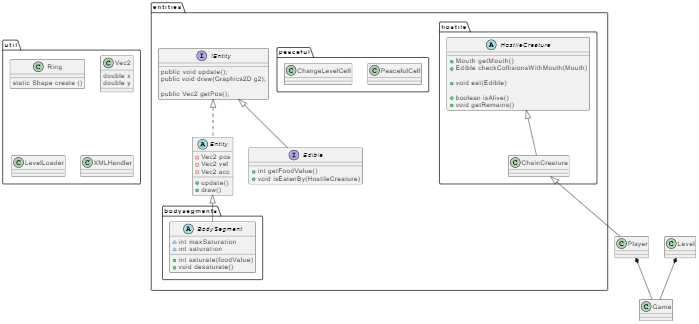 entities
hostile
util
C Ring
static Shape create ()
C Vec2
double x
double y
C LevelLoader
C XMLHandler
I IEntity
public void update();
public void draw(Graphics2D g2);
public Vec2 getPos();
peaceful
C ChangeLevelCell
C PeacefulCell
A HostileCreature
Mouth getMouth()
Edible checkCollisionsWithMouth(Mouth)
void eat(Edible)
boolean isAlive()
void getRemains()
A Entity
Vec2 pos
Vec2 vel
Vec2 acc
update()
draw()
I Edible
int getFoodValue()
void isEatenBy(HostileCreature)
C ChainCreature
bodysegments
A BodySegment
int maxSaturation
int saturation
int saturate(foodValue)
void desaturate()
C Player
C Level
C Game